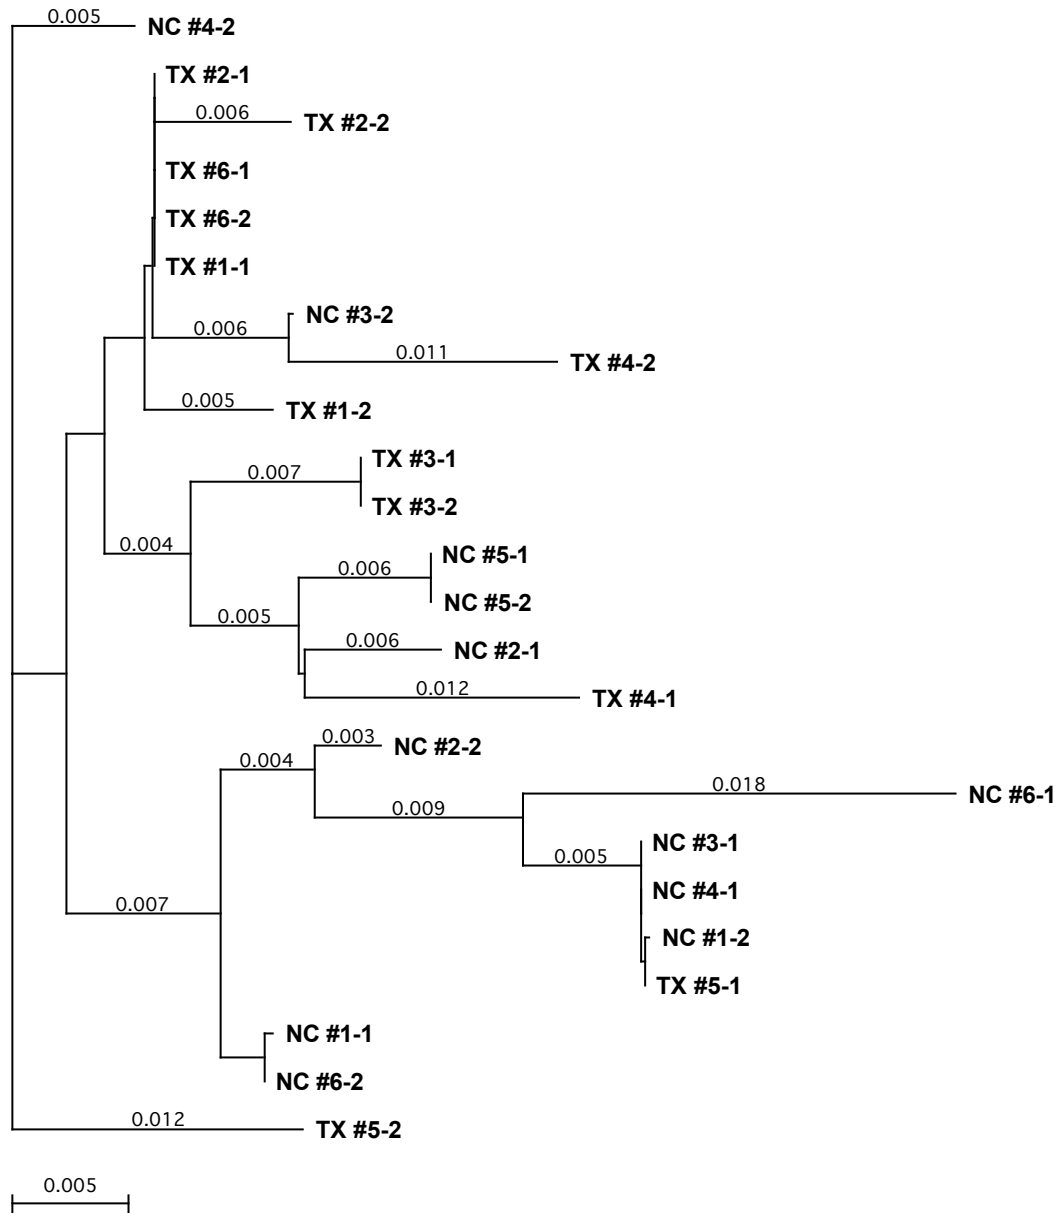 0.005
NC #4-2
TX #2-1
0.006
TX #2-2
TX #6-1
TX #6-2
TX #1-1
NC #3-2
0.006
0.011
TX #4-2
0.005
TX #1-2
TX #3-1
0.007
TX #3-2
0.004
NC #5-1
0.006
NC #5-2
0.005
0.006
NC #2-1
0.012
TX #4-1
0.003
NC #2-2
0.004
0.018
NC #6-1
0.009
NC #3-1
0.005
NC #4-1
0.007
NC #1-2
TX #5-1
NC #1-1
NC #6-2
0.012
TX #5-2
0.005